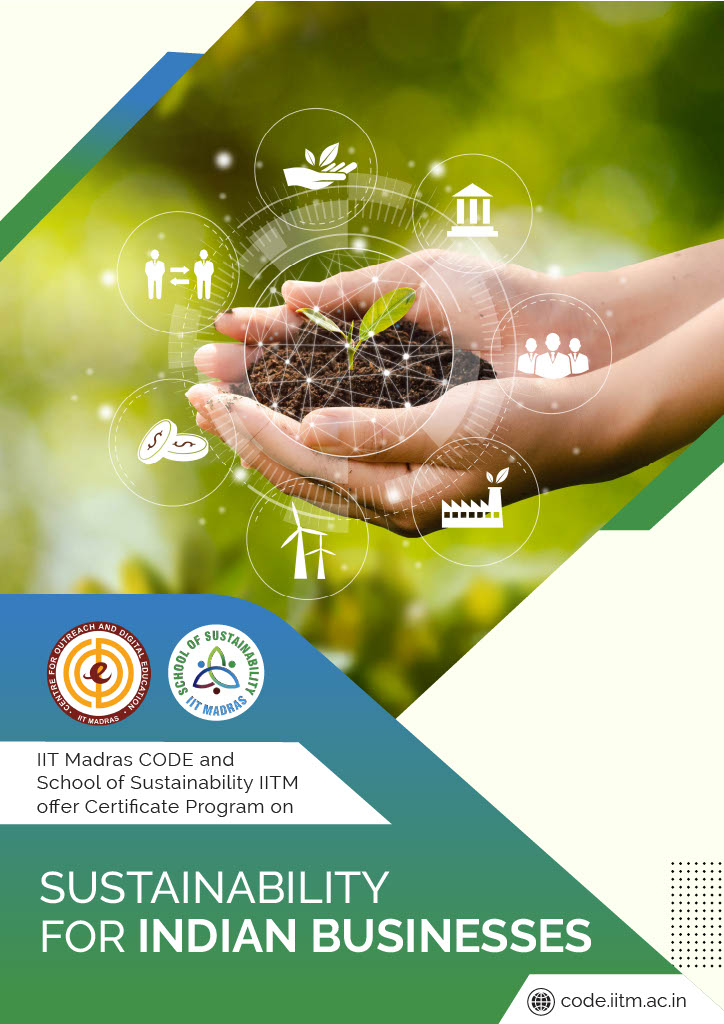 CENTRE FOR OUTREACH AND DIGITAL EDUCATION
IIT MADRAS
e
SCHOOL OF SUSTAINABILITY
IIT MADRAS
IIT Madras CODE and
School of Sustainability IITM
offer Certificate Program on
SUSTAINABILITY
FOR INDIAN BUSINESSES
code.iitm.ac.in